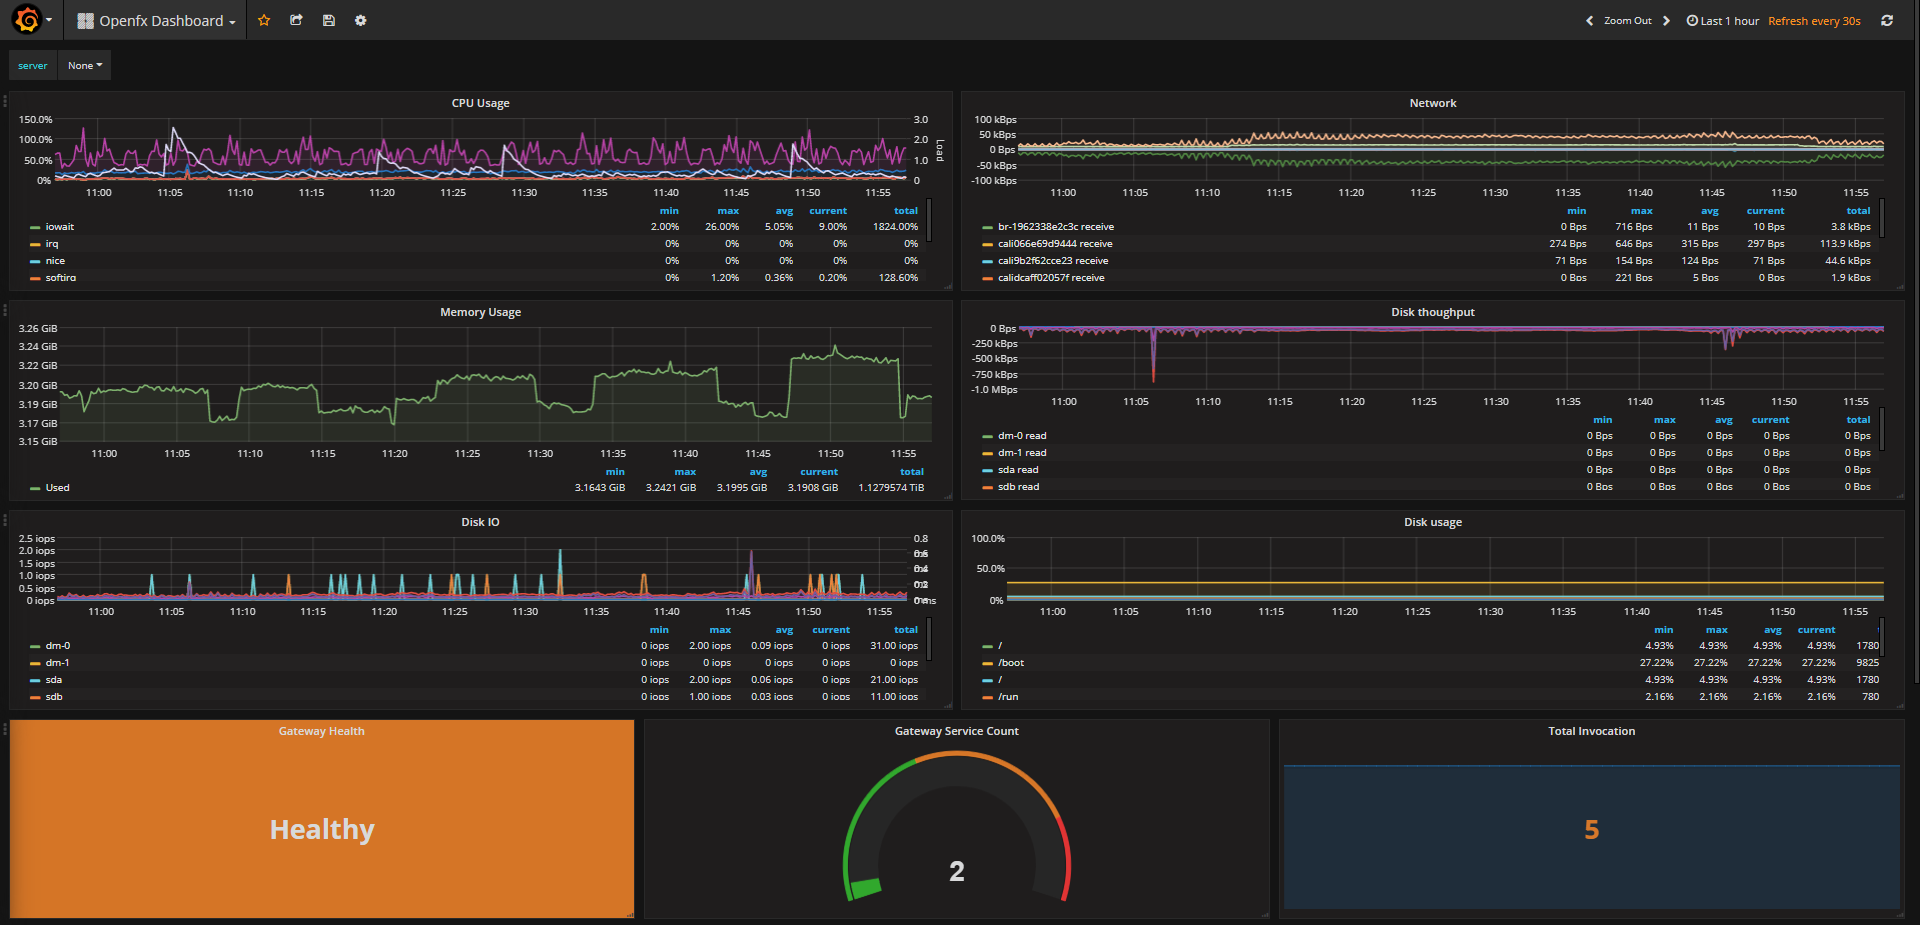 Openfx Dashboard
Zoom Out Last 1 hour Refresh every 30s
server None
CPU Usage
150.0% 3.0
100.0% 2.0
50.0% 1.0
0% 0
Load
11:00 11:05 11:10 11:15 11:20 11:25 11:30 11:35 11:40 11:45 11:50 11:55
min max avg current total
iowait 2.00% 26.00% 5.05% 9.00% 1824.00%
irq 0% 0% 0% 0% 0%
nice 0% 0% 0% 0% 0%
softirq 0% 1.20% 0.36% 0.20% 128.60%
Network
100 kBps
50 kBps
0 Bps
-50 kBps
-100 kBps
11:00 11:05 11:10 11:15 11:20 11:25 11:30 11:35 11:40 11:45 11:50 11:55
min max avg current total
br-1962338e2c3c receive 0 Bps 716 Bps 11 Bps 10 Bps 3.8 kBps
cali066e69d9444 receive 274 Bps 646 Bps 315 Bps 297 Bps 113.9 kBps
cali9b2f62cce23 receive 71 Bps 154 Bps 124 Bps 71 Bps 44.6 kBps
calidcaff02057f receive 0 Bps 221 Bps 5 Bps 0 Bps 1.9 kBps
Memory Usage
3.26 GiB
3.24 GiB
3.22 GiB
3.20 GiB
3.19 GiB
3.17 GiB
3.15 GiB
11:00 11:05 11:10 11:15 11:20 11:25 11:30 11:35 11:40 11:45 11:50 11:55
min max avg current total
Used 3.1643 GiB 3.2421 GiB 3.1995 GiB 3.1908 GiB 1.1279574 TiB
Disk thoughput
0 Bps
-250 kBps
-500 kBps
-750 kBps
-1.0 MBps
11:00 11:05 11:10 11:15 11:20 11:25 11:30 11:35 11:40 11:45 11:50 11:55
min max avg current total
dm-0 read 0 Bps 0 Bps 0 Bps 0 Bps 0 Bps
dm-1 read 0 Bps 0 Bps 0 Bps 0 Bps 0 Bps
sda read 0 Bps 0 Bps 0 Bps 0 Bps 0 Bps
sdb read 0 Bps 0 Bps 0 Bps 0 Bps 0 Bps
Disk IO
2.5 iops 0.8
2.0 iops
1.5 iops
1.0 iops
0.5 iops
0 iops
11:00 11:05 11:10 11:15 11:20 11:25 11:30 11:35 11:40 11:45 11:50 11:55
min max avg current total
dm-0 0 iops 2.00 iops 0.09 iops 0 iops 31.00 iops
dm-1 0 iops 0 iops 0 iops 0 iops 0 iops
sda 0 iops 2.00 iops 0.06 iops 0 iops 21.00 iops
sdb 0 iops 1.00 iops 0.03 iops 0 iops 11.00 iops
Disk usage
100.0%
50.0%
0%
11:00 11:05 11:10 11:15 11:20 11:25 11:30 11:35 11:40 11:45 11:50 11:55
min max avg current
/ 4.93% 4.93% 4.93% 4.93% 1780
/boot 27.22% 27.22% 27.22% 27.22% 9825
/ 4.93% 4.93% 4.93% 4.93% 1780
/run 2.16% 2.16% 2.16% 2.16% 780
Gateway Health
Healthy
Gateway Service Count
2
Total Invocation
5